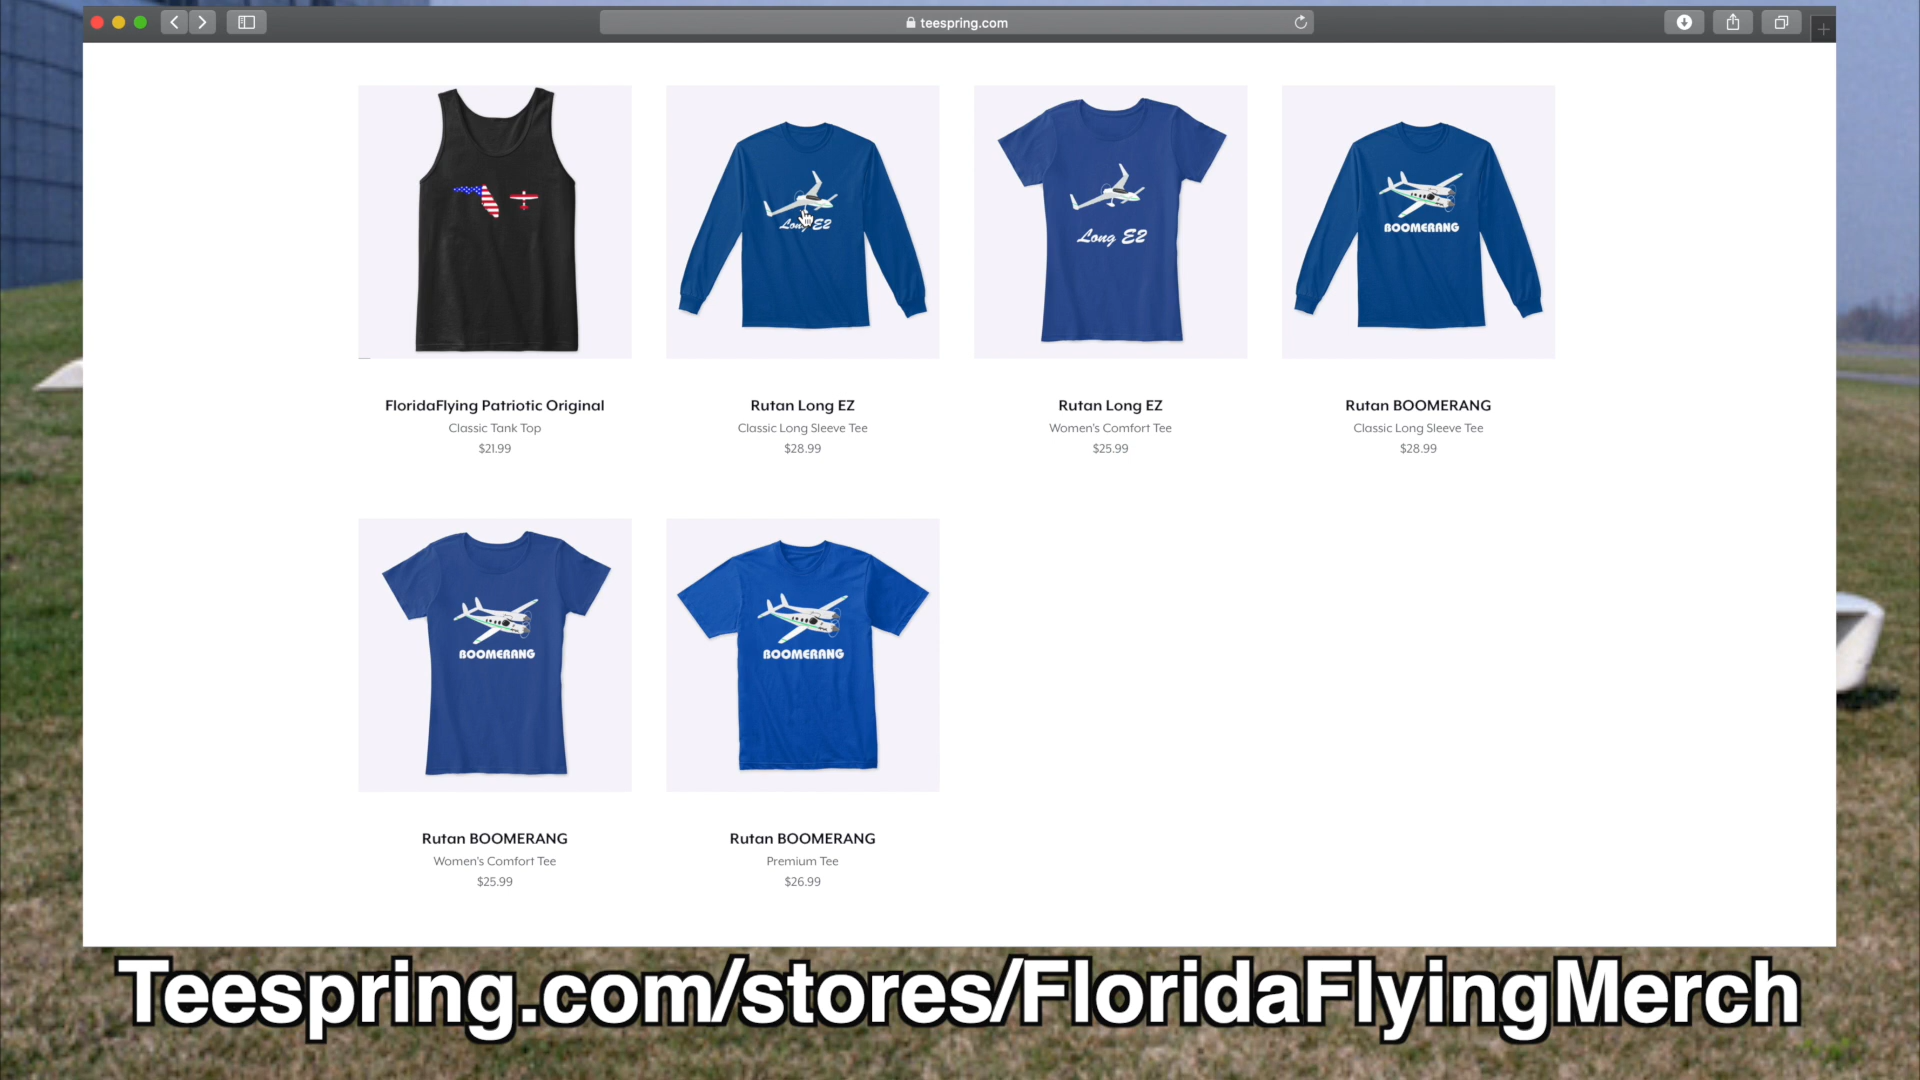 teespring.com
Long EZ
Long EZ
BOOMERANG
FloridaFlying Patriotic Original
Classic Tank Top
$21.99
Rutan Long EZ
Classic Long Sleeve Tee
$28.99
Rutan Long EZ
Women's Comfort Tee
$25.99
Rutan BOOMERANG
Classic Long Sleeve Tee
$28.99
BOOMERANG
BOOMERANG
Rutan BOOMERANG
Women's Comfort Tee
$25.99
Rutan BOOMERANG
Premium Tee
$26.99
Teespring.com/stores/FloridaFlyingMerch